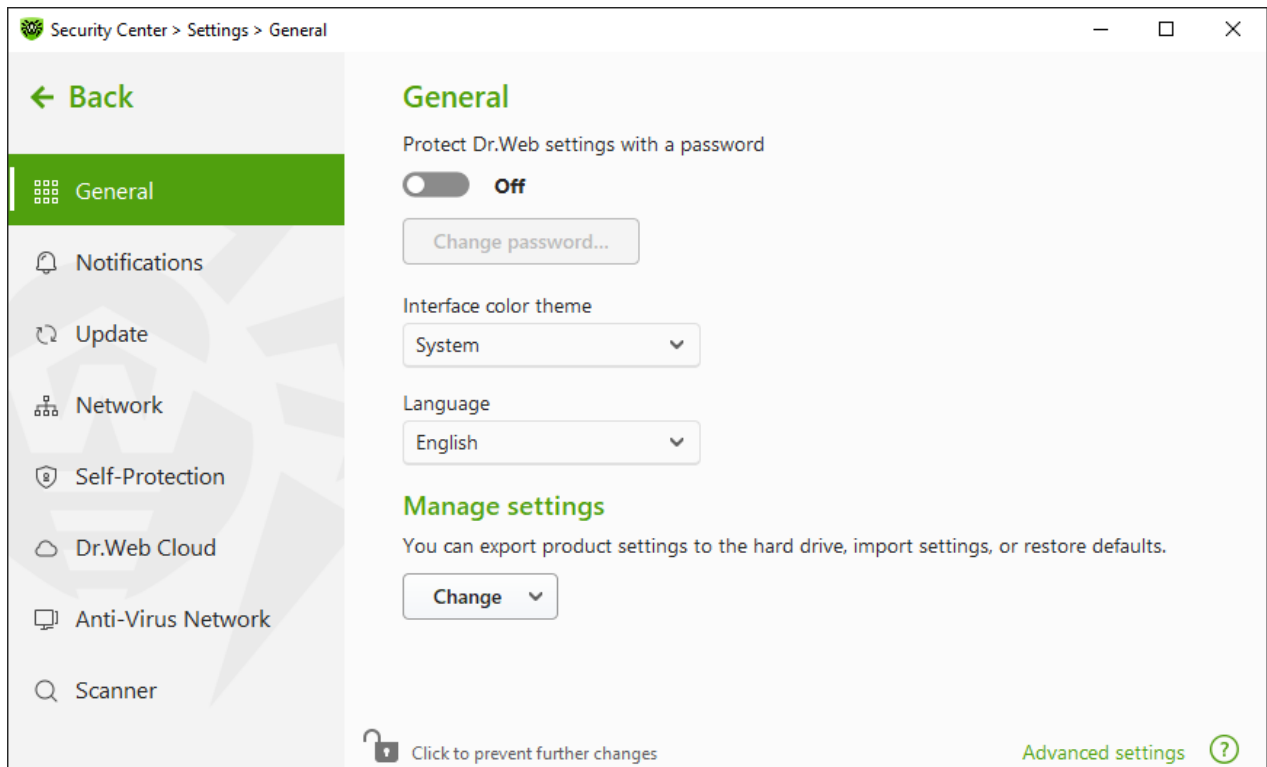 Security Center > Settings > General
Back
General
Notifications
Update
Network
Self-Protection
Dr.Web Cloud
Anti-Virus Network
Scanner
General
Protect Dr.Web settings with a password
Off
Change password...
Interface color theme
System
Language
English
Manage settings
You can export product settings to the hard drive, import settings, or restore defaults.
Change
Click to prevent further changes
Advanced settings
?